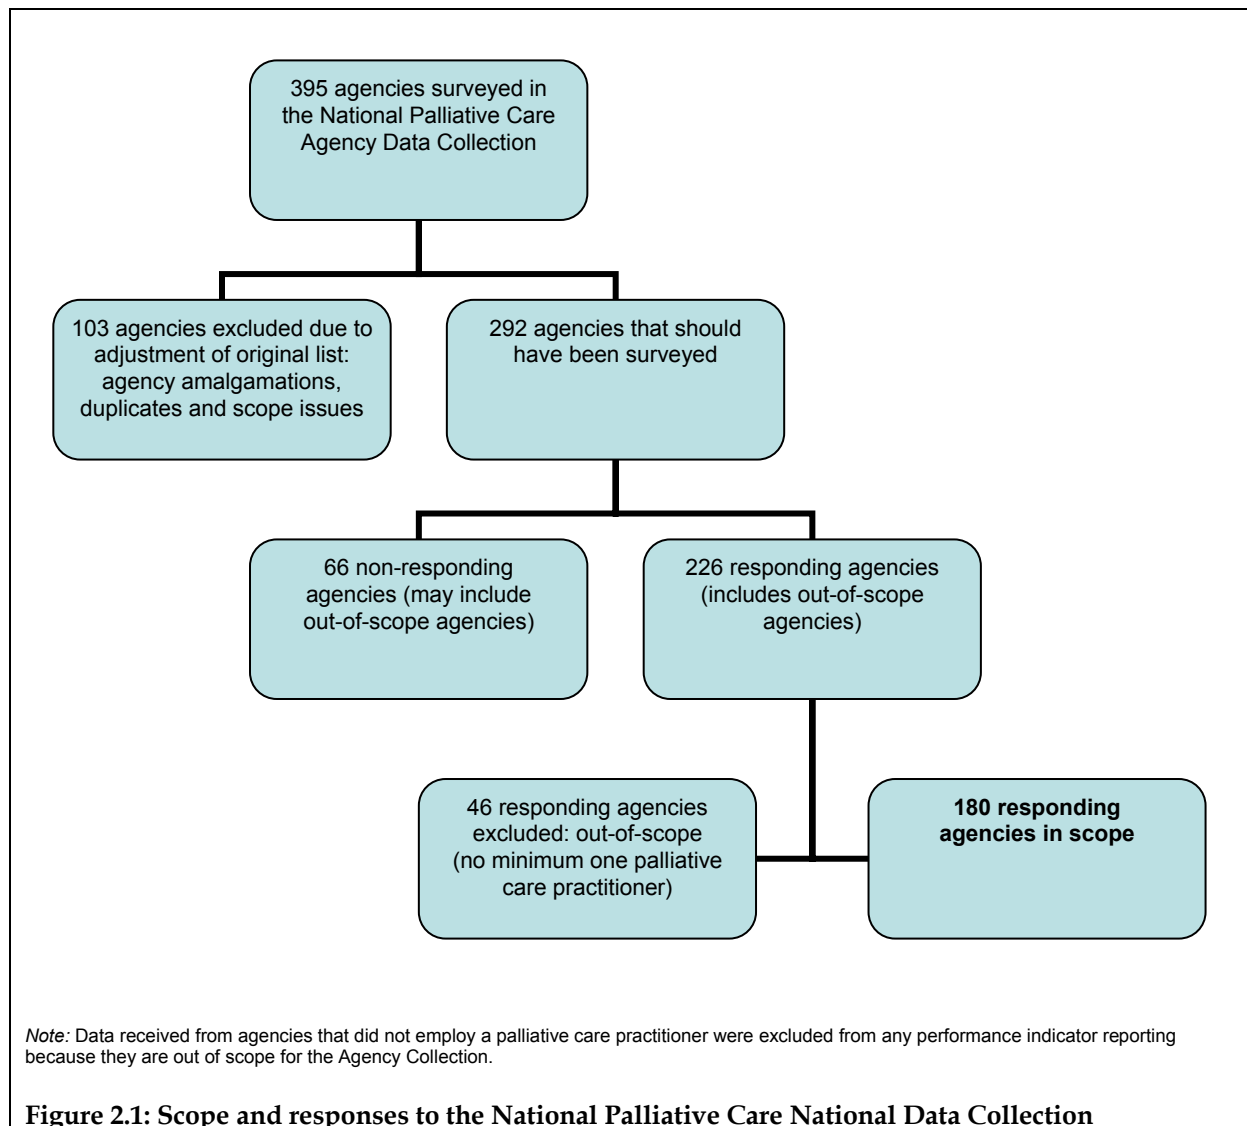 395 agencies surveyed in
the National Palliative Care
Agency Data Collection
103 agencies excluded due to
adjustment of original list:
agency amalgamations,
duplicates and scope issues
292 agencies that should
have been surveyed
66 non-responding
agencies (may include
out-of-scope agencies)
226 responding agencies
(includes out-of-scope
agencies)
46 responding agencies
excluded: out-of-scope
(no minimum one palliative
care practitioner)
180 responding
agencies in scope
Note: Data received from agencies that did not employ a palliative care practitioner were excluded from any performance indicator reporting
because they are out of scope for the Agency Collection.
Figure 2.1: Scope and responses to the National Palliative Care National Data Collection